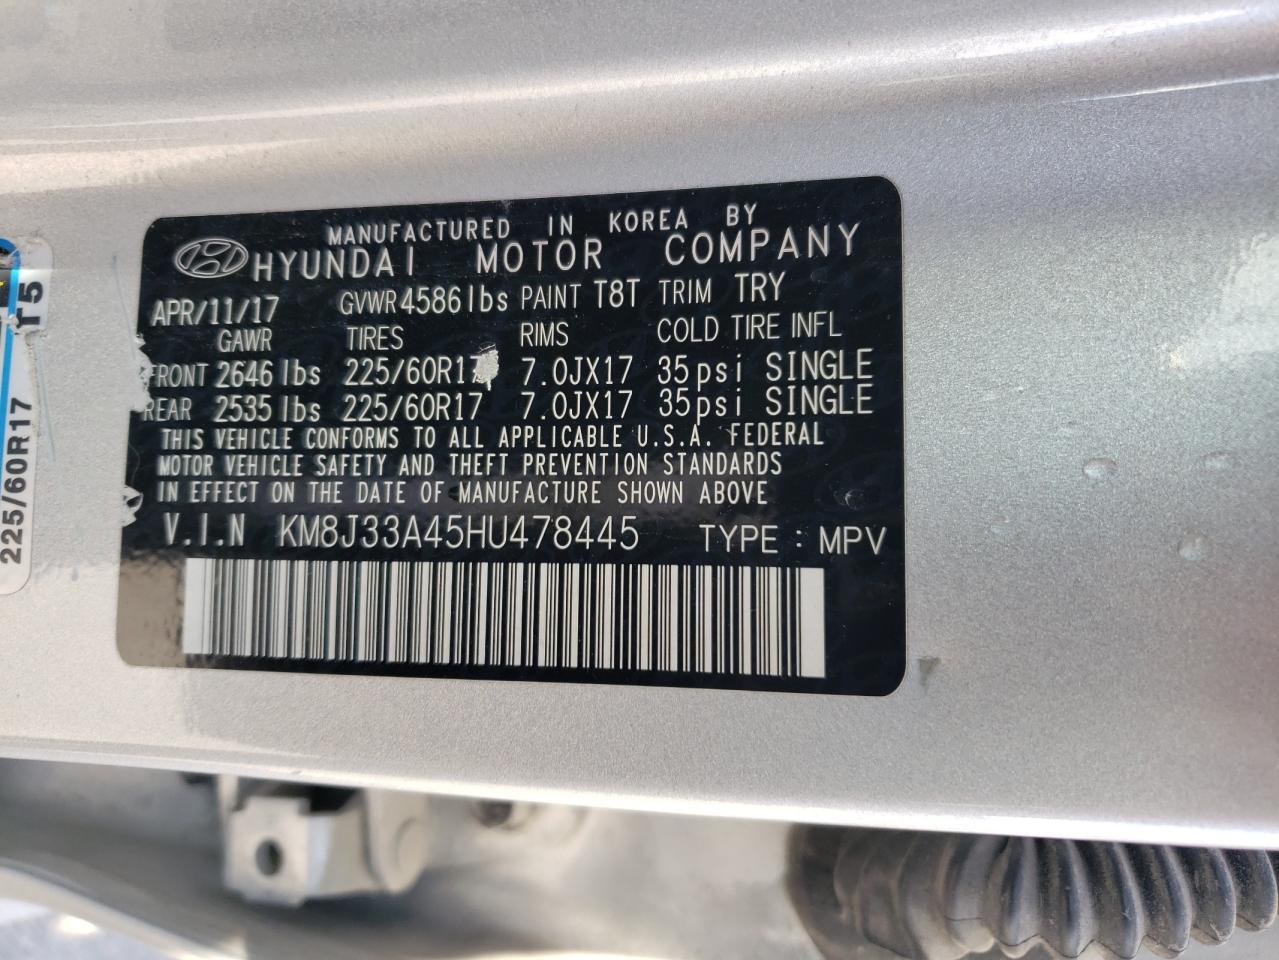 MANUFACTURED IN KOREA BY
HYUNDAI MOTOR COMPANY
APR/11/17 GVWR 4586 lbs PAINT T8T TRIM TRY
GAWR TIRES RIMS COLD TIRE INFL
FRONT 2646 lbs 225/60R17 7.0JX17 35psi SINGLE
REAR 2535 lbs 225/60R17 7.0JX17 35psi SINGLE
THIS VEHICLE CONFORMS TO ALL APPLICABLE U.S.A. FEDERAL
MOTOR VEHICLE SAFETY AND THEFT PREVENTION STANDARDS
IN EFFECT ON THE DATE OF MANUFACTURE SHOWN ABOVE
V.I.N KM8J33A45HU478445 TYPE : MPV
225/60R17 T5